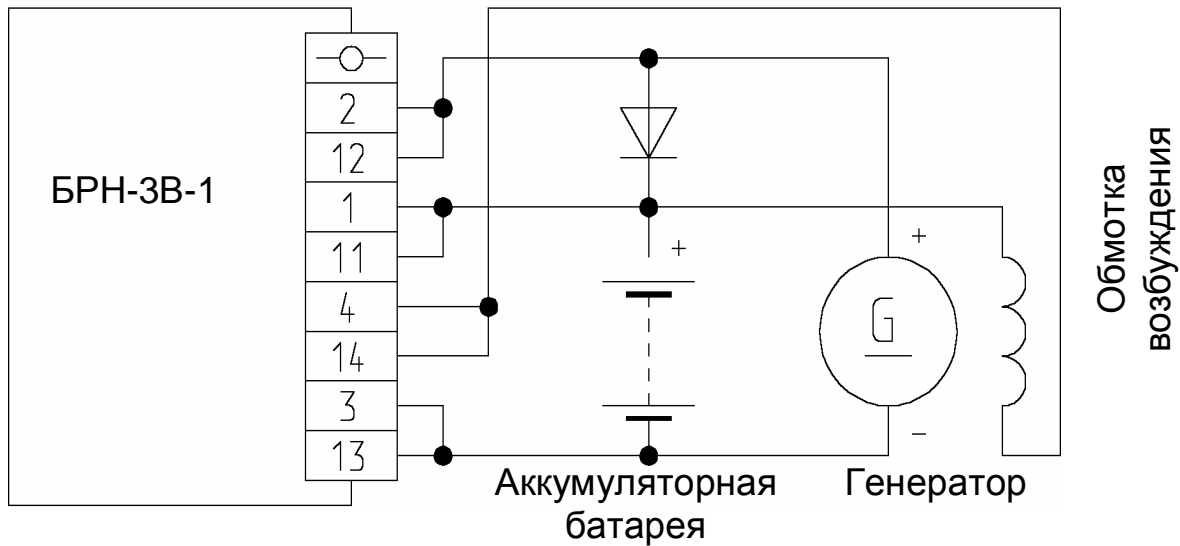 БРН-3В-1
2
12
1
11
4
14
3
13
+
G
+
−
Аккумуляторная
батарея
Генератор
Обмотка
возбуждения